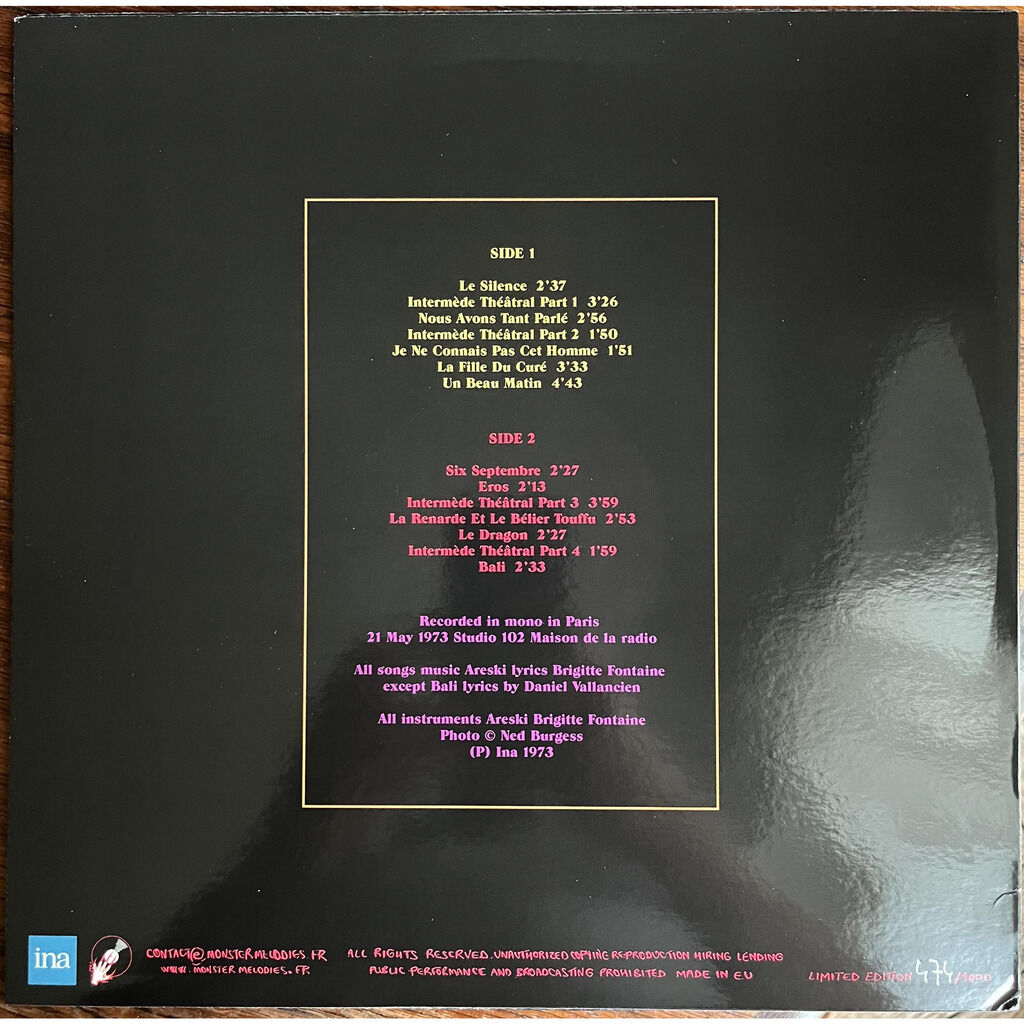 SIDE 1
Le Silence 2'37
Intermède Théâtral Part 1 3'26
Nous Avons Tant Parlé 2'56
Intermède Théâtral Part 2 1'50
Je Ne Connais Pas Cet Homme 1'51
La Fille Du Curé 3'33
Un Beau Matin 4'43
SIDE 2
Six Septembre 2'27
Eros 2'13
Intermède Théâtral Part 3 3'59
La Renarde Et Le Bélier Touffu 2'53
Le Dragon 2'27
Intermède Théâtral Part 4 1'59
Bali 2'33
Recorded in mono in Paris
21 May 1973 Studio 102 Maison de la radio
All songs music Areski lyrics Brigitte Fontaine
except Bali lyrics by Daniel Vallancien
All instruments Areski Brigitte Fontaine
Photo © Ned Burgess
(P) Ina 1973
ina
CONTACT@MONSTERMELODIES.FR
WWW.MONSTERMELODIES.FR.
ALL RIGHTS RESERVED.UNAUTHORIZED COPYING REPRODUCTION HIRING LENDING
PUBLIC PERFORMANCE AND BROADCASTING PROHIBITED MADE IN E.U
LIMITED EDITION 474/1000